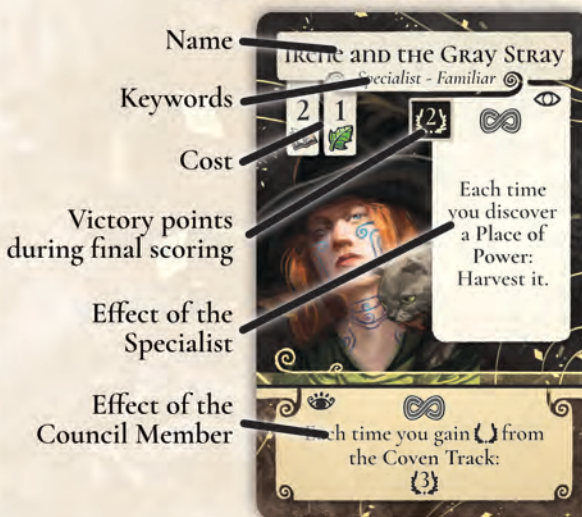 Name
Keywords
Cost
Victory points
during final scoring
Effect of the
Specialist
Effect of the
Council Member
Irene and the Gray Stray
Specialist - Familiar
2 1
2
Each time
you discover
a Place of
Power:
Harvest it.
Each time you gain from
the Coven Track:
3